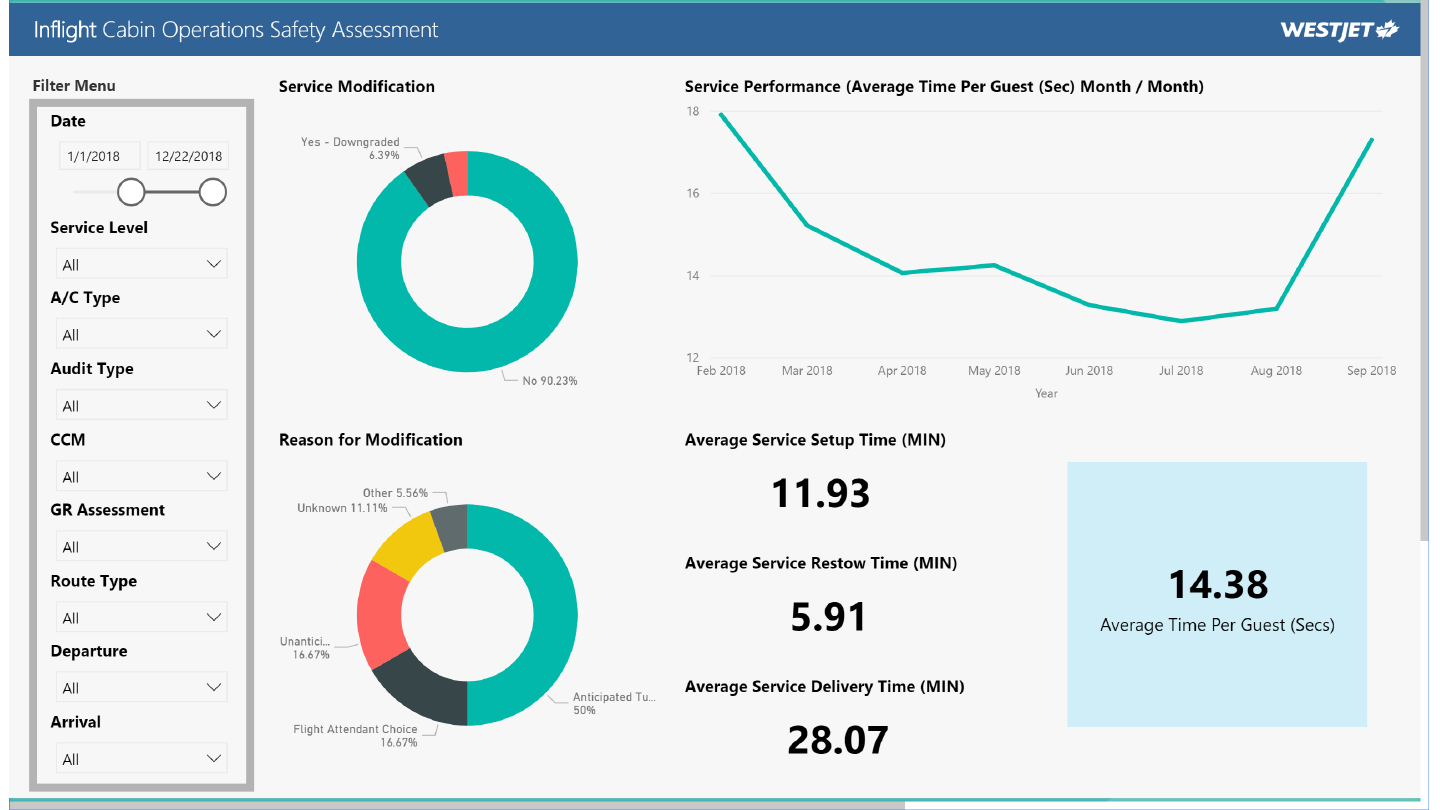 Inflight Cabin Operations Safety Assessment
WESTJET
Filter Menu
Date
1/1/2018
12/22/2018
Service Level
All
A/C Type
All
Audit Type
All
CCM
All
GR Assessment
All
Route Type
All
Departure
All
Arrival
All
Service Modification
Yes - Downgraded
6.39%
No 90.23%
Reason for Modification
Other 5.56%
Unknown 11.11%
Unantici...
16.67%
Flight Attendant Choice
16.67%
Anticipated Tu...
50%
Service Performance (Average Time Per Guest (Sec) Month / Month)
18
16
14
12
Feb 2018 Mar 2018 Apr 2018 May 2018 Jun 2018 Jul 2018 Aug 2018 Sep 2018
Year
Average Service Setup Time (MIN)
11.93
Average Service Restow Time (MIN)
5.91
Average Service Delivery Time (MIN)
28.07
14.38
Average Time Per Guest (Secs)